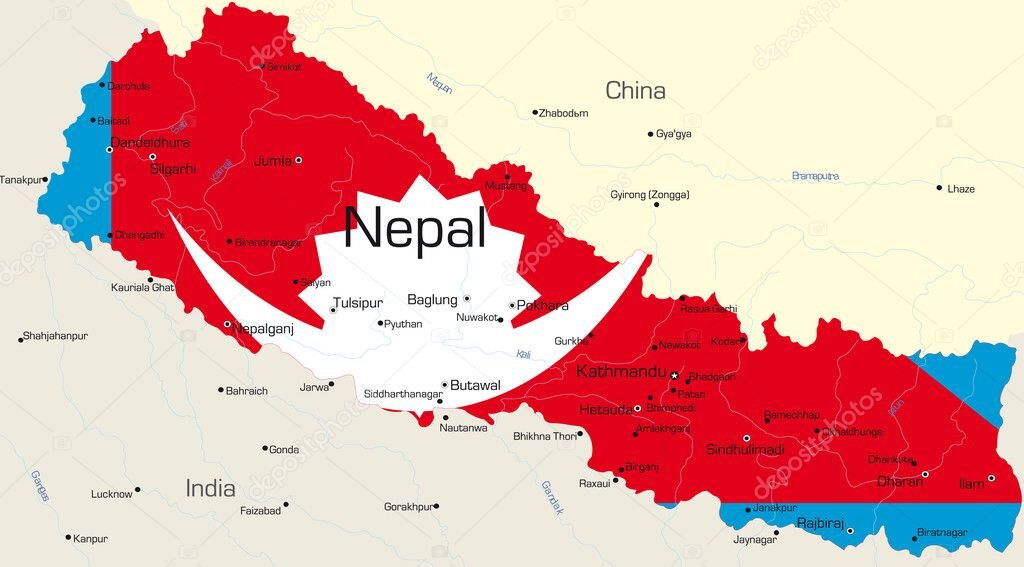 Simikot
Darchula
Maquan
China
Zhabodъm
Baitadi
Gya'gya
Dandeldhura
Silgarhi
Jumla
Karnali
Tanakpur
Mustang
Bramaputra
Lhaze
Gyirong (Zongga)
Nepal
Dhangadhi
Birendranagar
Kauriala Ghat
Salyan
Tulsipur
Baglung
Pokhara
Rasua Garhi
Nuwakot
Pyuthan
Nepalganj
Shahjahanpur
Gurkha
Kodari
Nawakot
Kali
Kathmandu
Bhadgaon
Patan
Jarwa
Butawal
Siddharthanagar
Bahraich
Hetauda
Bhimphedi
Ramechhap
Nautanwa
Amlekhganj
Okhaldhunge
Bhikhna Thori
Sindhulimadi
Gonda
Dhankuta
Birganj
Raxaul
Dharan
Ilam
Arun
India
Gangas
Lucknow
Faizabad
Gorakhpur
Gandak
Janakpur
Rajbiraj
Kanpur
Jaynagar
Biratnagar
depositphotos